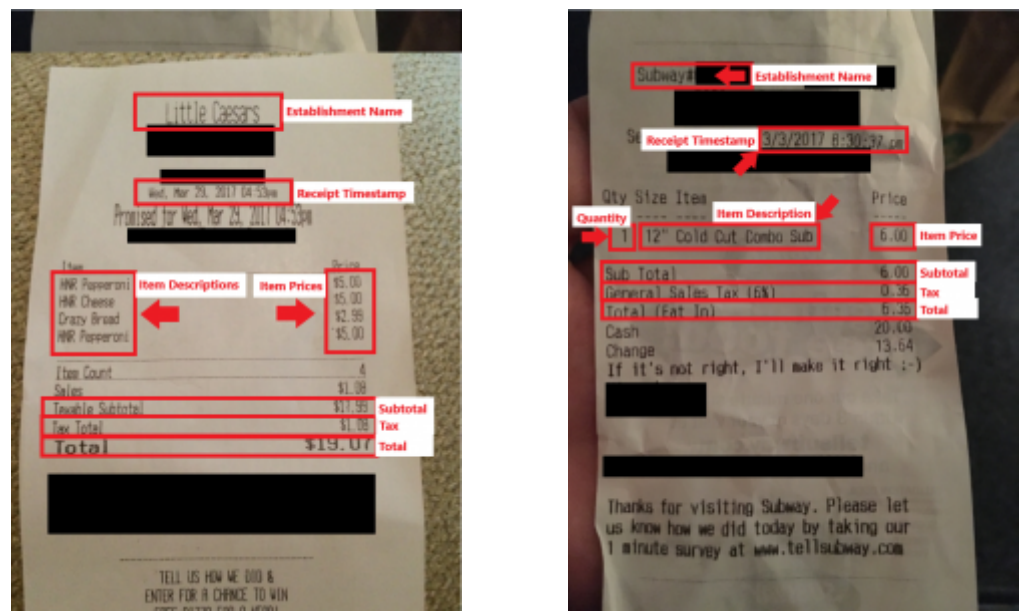 Little Caesars
Establishment Name
Wed, Mar 29, 2017 04:53pm
Receipt Timestamp
Promised for Wed, Mar 29, 2017 04:53pm
Item Price
HNR Pepperoni $5.00
HNR Cheese $5.00
Crazy Bread $2.99
HNR Pepperoni $5.00
Item Descriptions
Item Prices
Item Count 4
Sales $1.08
Taxable Subtotal $17.99 Subtotal
Tax Total $1.08 Tax
Total $19.07 Total
TELL US HOW WE DID &
ENTER FOR A CHANCE TO WIN
Subway#
Establishment Name
Receipt Timestamp 3/3/2017 8:30:37 pm
Qty Size Item Price
Quantity
Item Description
1 12" Cold Cut Combo Sub 6.00 Item Price
Sub Total 6.00 Subtotal
General Sales Tax (6%) 0.36 Tax
Total (Eat In) 6.36 Total
Cash 20.00
Change 13.64
If it's not right, I'll make it right :-)
Thanks for visiting Subway. Please let
us know how we did today by taking our
1 minute survey at www.tellsubway.com